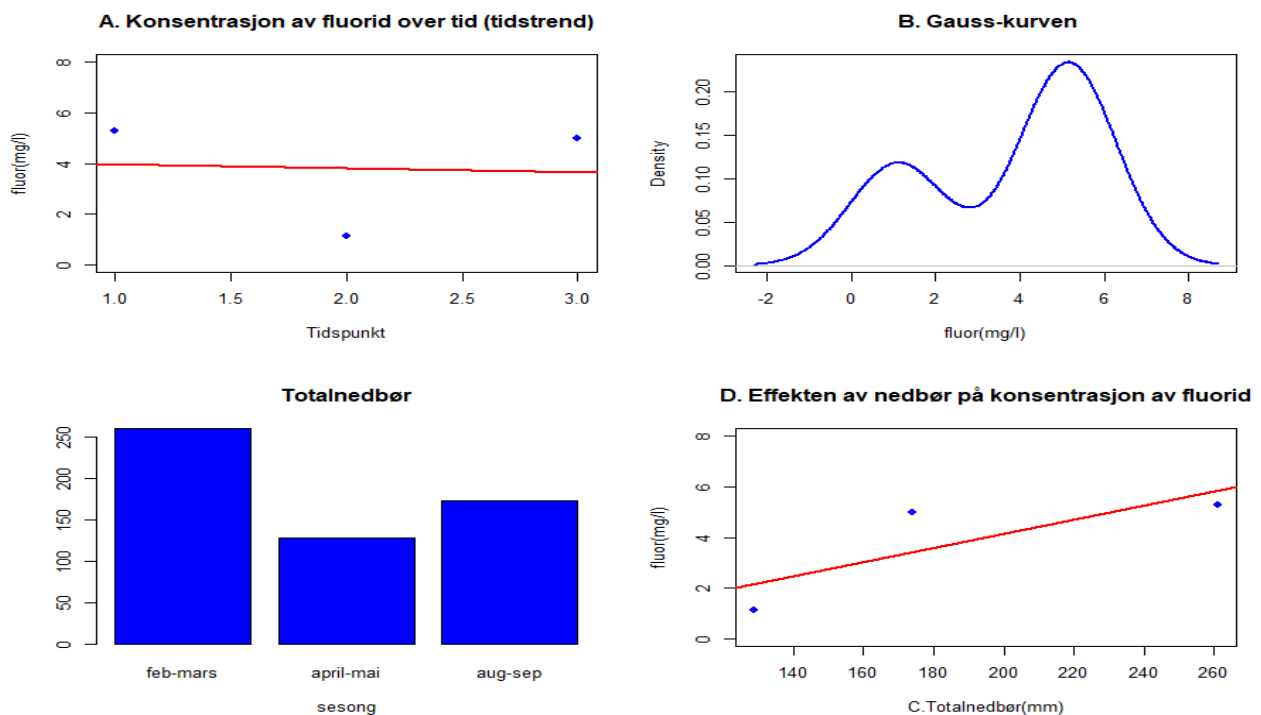 A. Konsentrasjon av fluorid over tid (tidstrend)
fluor(mg/l)
8
6
4
2
0
1.0 1.5 2.0 2.5 3.0
Tidspunkt
B. Gauss-kurven
Density
0.20
0.15
0.10
0.05
0.00
-2 0 2 4 6 8
fluor(mg/l)
Totalnedbør
250
200
150
100
50
0
feb-mars april-mai aug-sep
sesong
D. Effekten av nedbør på konsentrasjon av fluorid
fluor(mg/l)
8
6
4
2
0
140 160 180 200 220 240 260
C.Totalnedbør(mm)